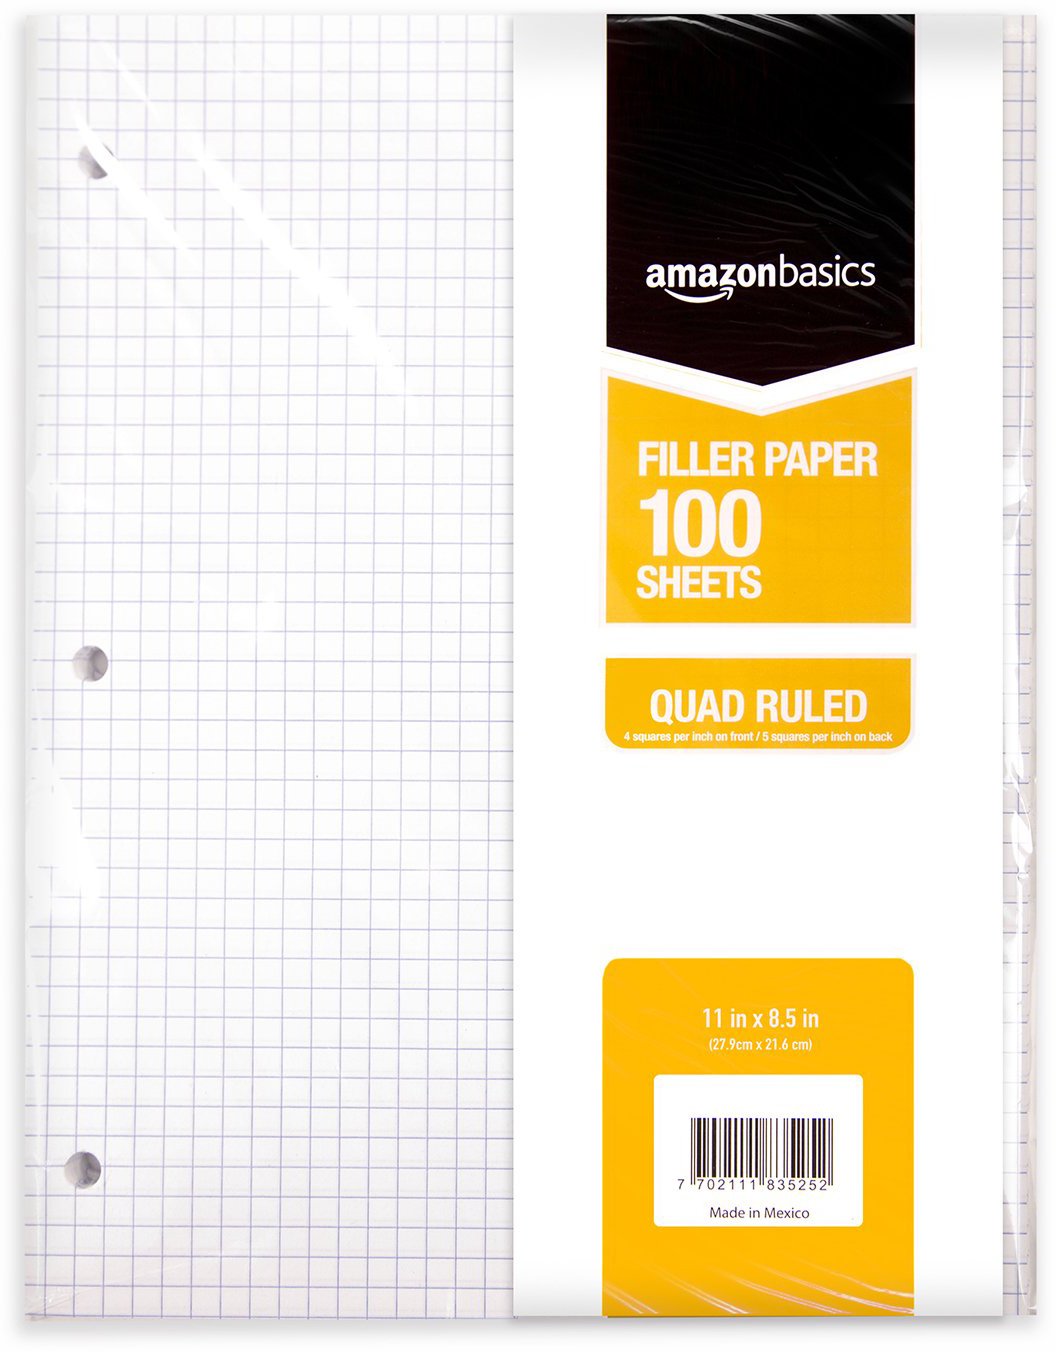 amazonbasics
FILLER PAPER
100
SHEETS
QUAD RULED
4 squares per inch on front / 5 squares per inch on back
11 in x 8.5 in
(27.9cm x 21.6 cm)
7 702111 835252
Made in Mexico